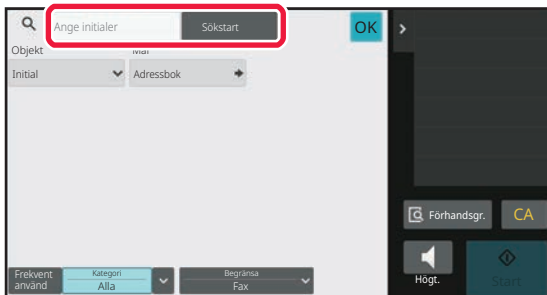 Ange initialer Sökstart OK
Objekt Mål
Initial Adressbok
Förhandsgr. CA
Frekvent använd Kategori Alla Begränsa Fax
Högt. Start